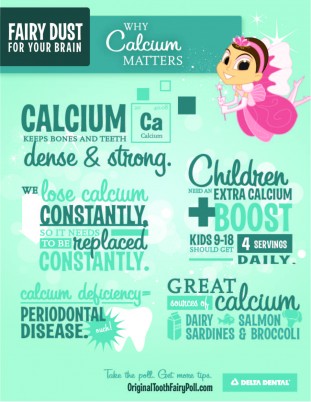 FAIRY DUST
FOR YOUR BRAIN
WHY
Calcium
MATTERS
CALCIUM
Ca
KEEPS BONES AND TEETH
dense & strong.
WE lose calcium
CONSTANTLY,
SO IT NEEDS
TO BE replaced
CONSTANTLY.
Children
NEED AN
EXTRA CALCIUM
+ BOOST
KIDS 9-18
SHOULD GET
4 SERVINGS
DAILY.
calcium deficiency=
PERIODONTAL
DISEASE.
ouch!
GREAT
sources of calcium
DAIRY SALMON
SARDINES & BROCCOLI
Take the poll. Get more tips.
OriginalToothFairyPoll.com
DELTA DENTAL